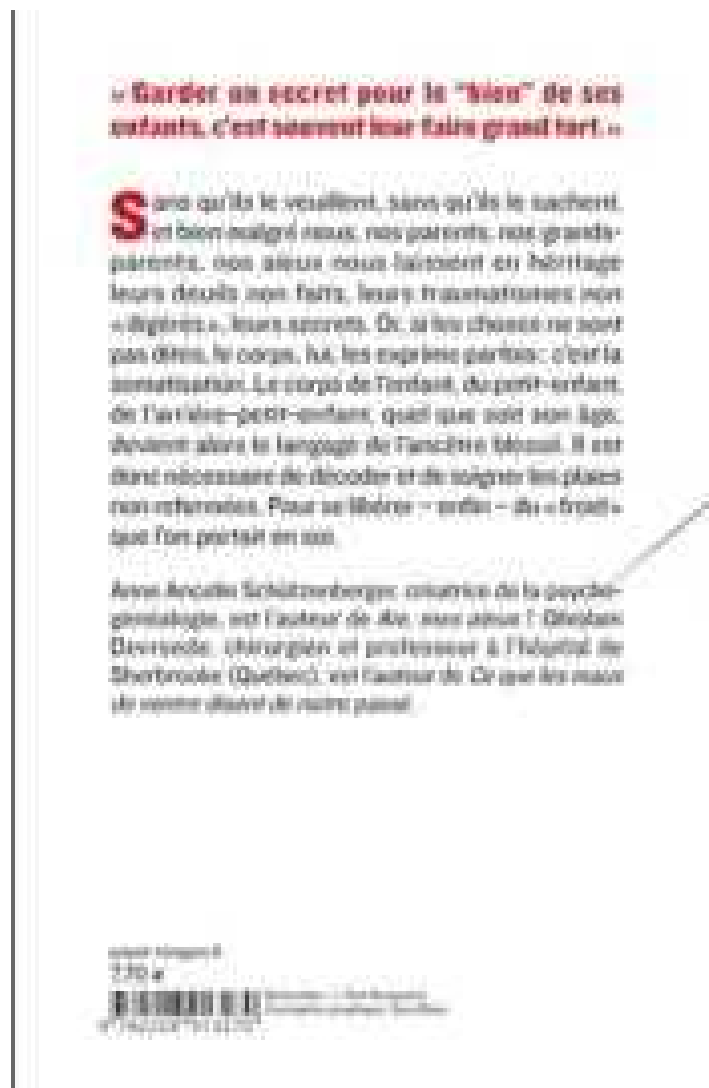 « Garder un secret pour le "bien" de ses
enfants, c'est souvent leur faire grand tort. »
Sans qu'ils le veuillent, sans qu'ils le sachent,
et bien malgré nous, nos parents, nos grands-
parents, nos aïeux nous laissent en héritage
leurs deuils non faits, leurs traumatismes non
« digérés », leurs secrets. Or, si les choses ne sont
pas dites, le corps, lui, les exprime parfois : c'est la
somatisation. Le corps de l'enfant, du petit-enfant,
de l'arrière-petit-enfant, quel que soit son âge,
devient alors le langage de l'ancêtre blessé. Il est
donc nécessaire de décoder et de soigner les plaies
non refermées. Pour se libérer – enfin – du
que l'on portait en soi.
Anne Ancelin Schützenberger, créatrice de la psycho-
généalogie, est l'auteur de Aïe, mes aïeux ! Ghislain
Devroede, chirurgien et professeur à l'hôpital de
Sherbrooke (Québec), est l'auteur de Ce que les maux
de ventre disent de notre passé.
7,70 €